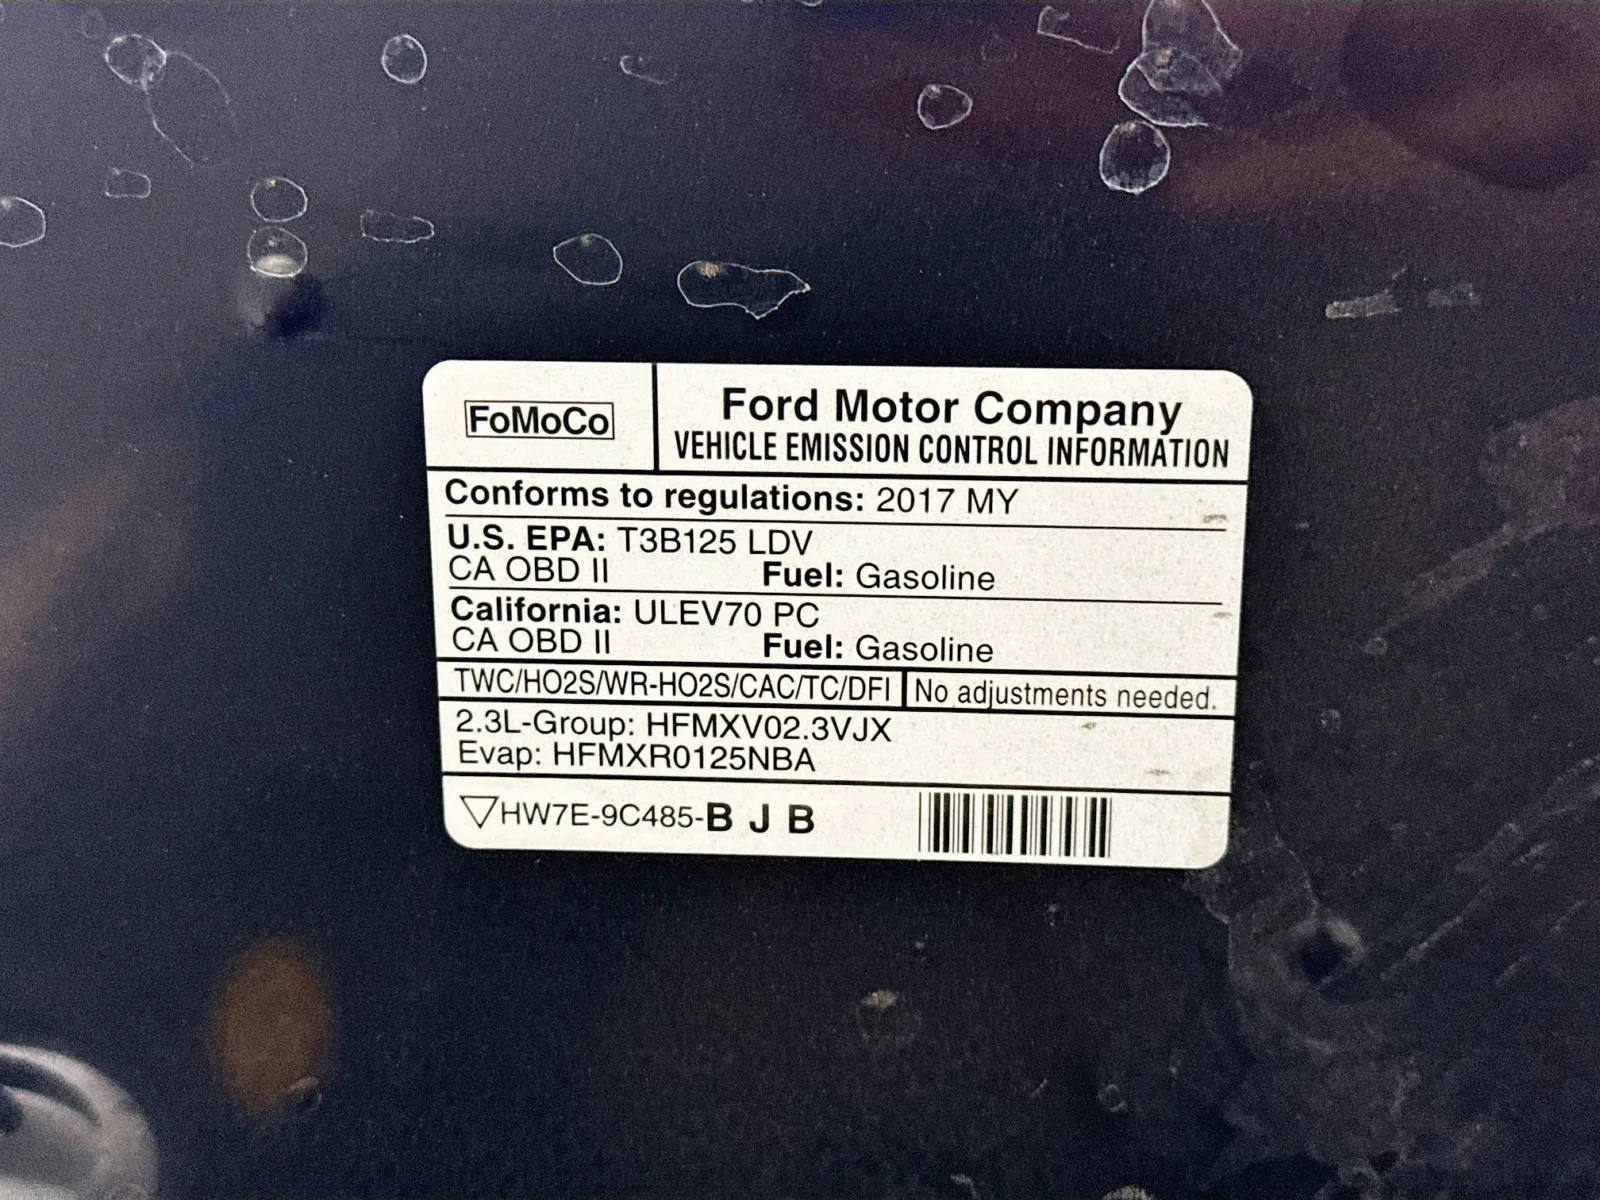 FoMoCo
Ford Motor Company
VEHICLE EMISSION CONTROL INFORMATION
Conforms to regulations: 2017 MY
U.S. EPA: T3B125 LDV
CA OBD II Fuel: Gasoline
California: ULEV70 PC
CA OBD II Fuel: Gasoline
TWC/HO2S/WR-HO2S/CAC/TC/DFI No adjustments needed.
2.3L-Group: HFMXV02.3VJX
Evap: HFMXR0125NBA
▽HW7E-9C485-B J B